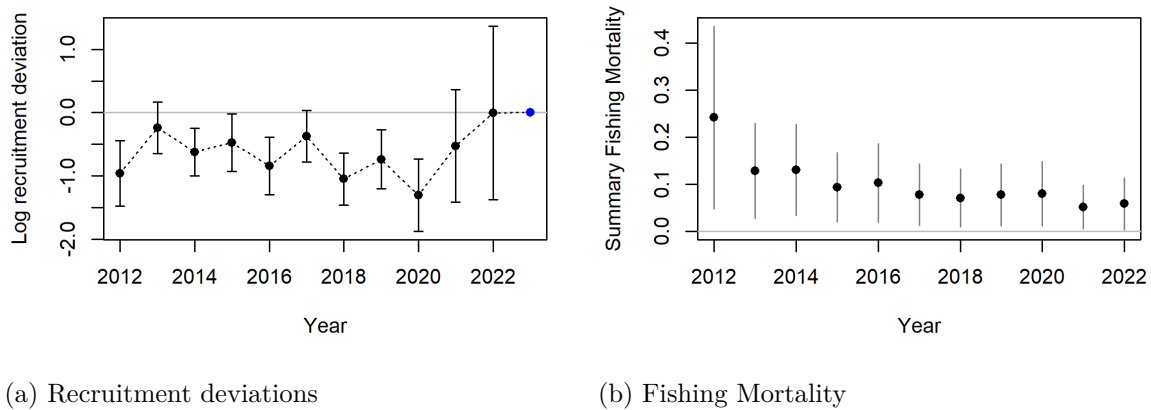 Log recruitment deviation
1.0
0.0
-1.0
-2.0
2012 2014 2016 2018 2020 2022
Year
(a) Recruitment deviations
Summary Fishing Mortality
0.4
0.3
0.2
0.1
0.0
2012 2014 2016 2018 2020 2022
Year
(b) Fishing Mortality